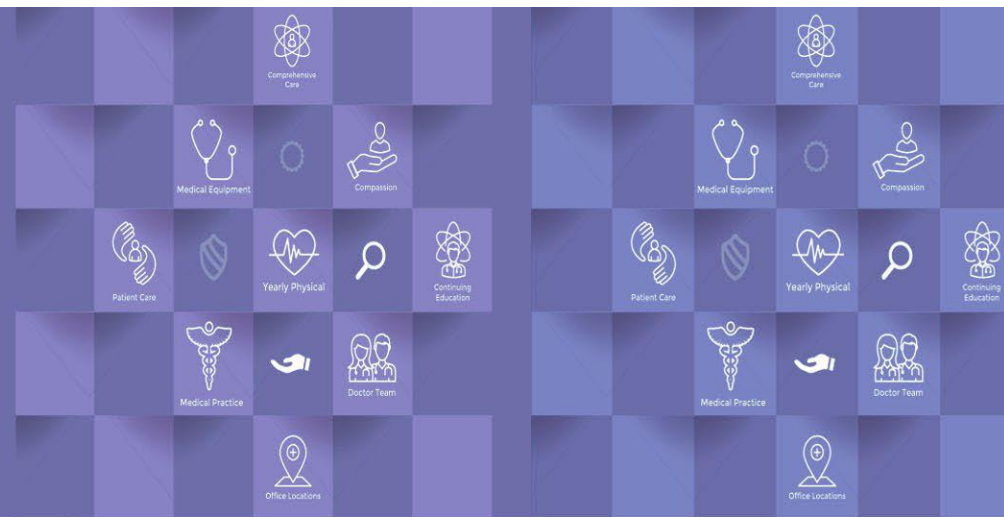 Comprehensive
Care
Comprehensive
Care
Medical Equipment
Compassion
Medical Equipment
Compassion
Patient Care
Yearly Physical
Continuing
Education
Patient Care
Yearly Physical
Continuing
Education
Medical Practice
Doctor Team
Medical Practice
Doctor Team
Office Locations
Office Locations